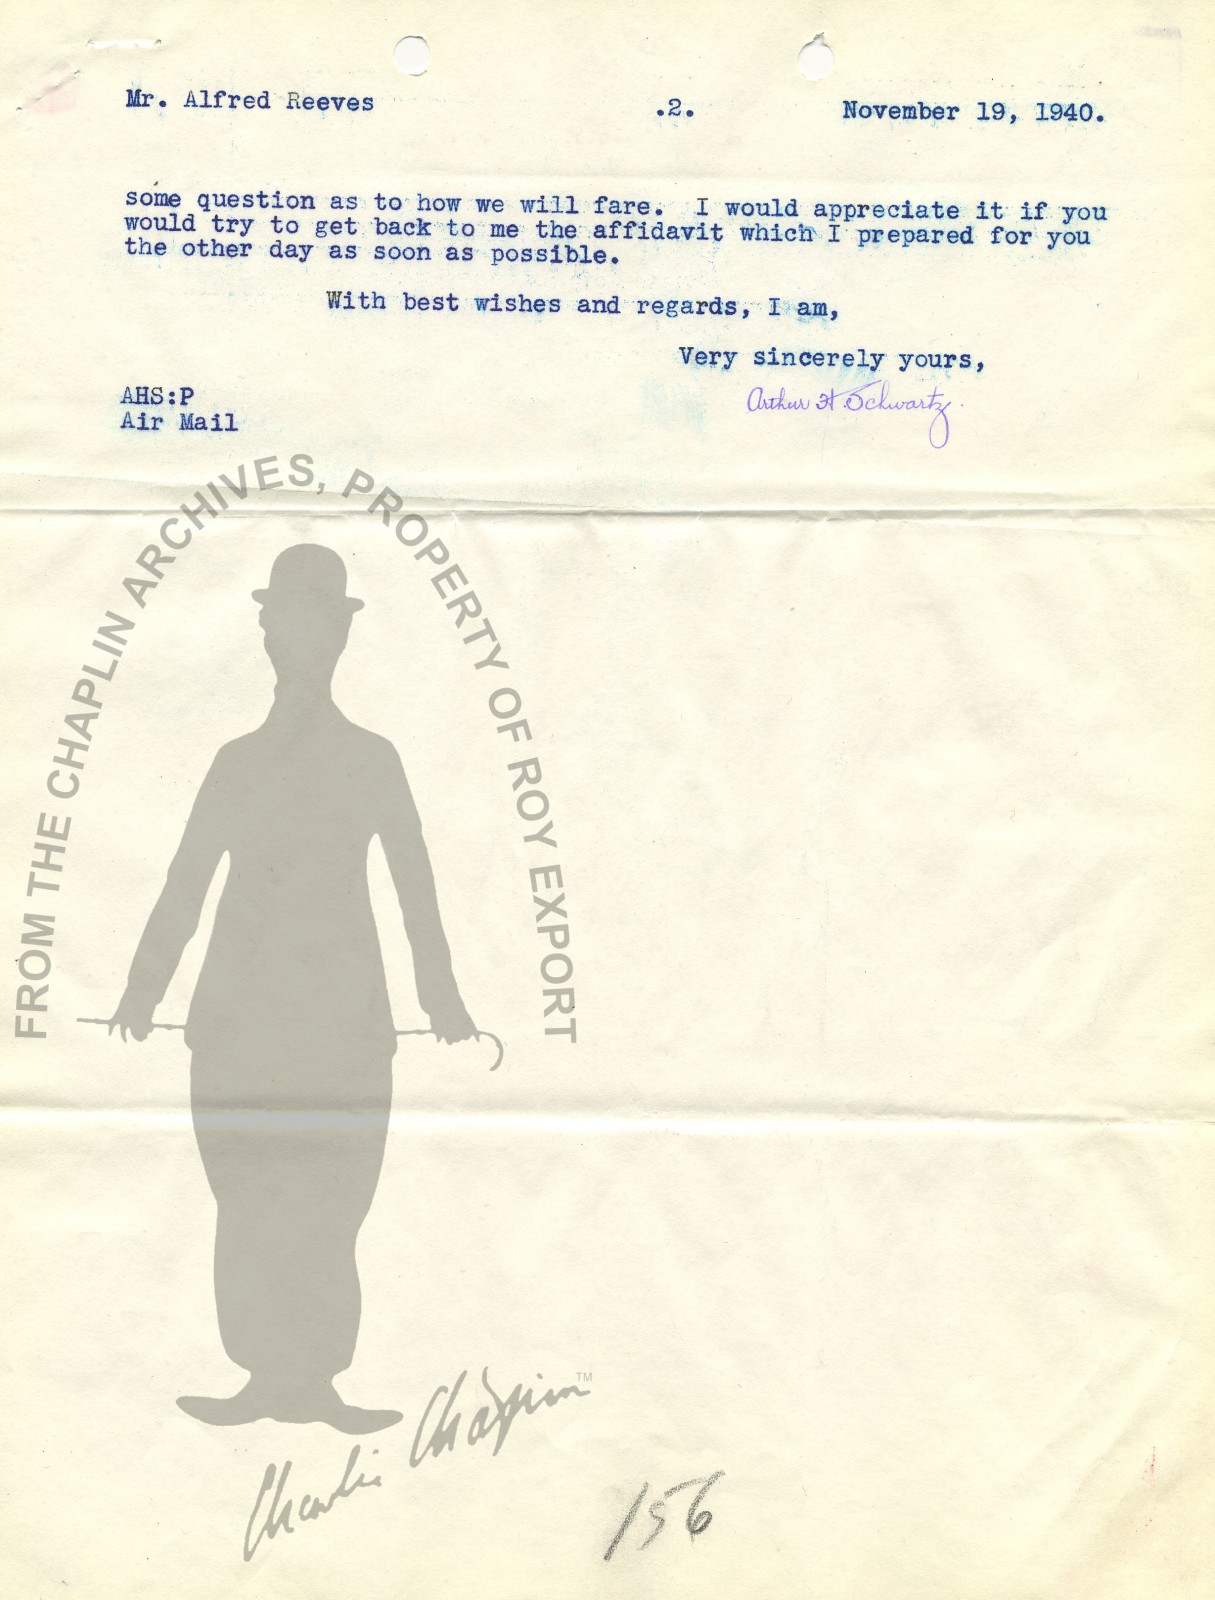 Mr. Alfred Reeves .2. November 19, 1940.
some question as to how we will fare. I would appreciate it if you
would try to get back to me the affidavit which I prepared for you
the other day as soon as possible.
With best wishes and regards, I am,
Very sincerely yours,
Arthur H. Schwartz
AHS:P
Air Mail
FROM THE CHAPLIN ARCHIVES, PROPERTY OF ROY EXPORT
Charlie Chaplin ™
156